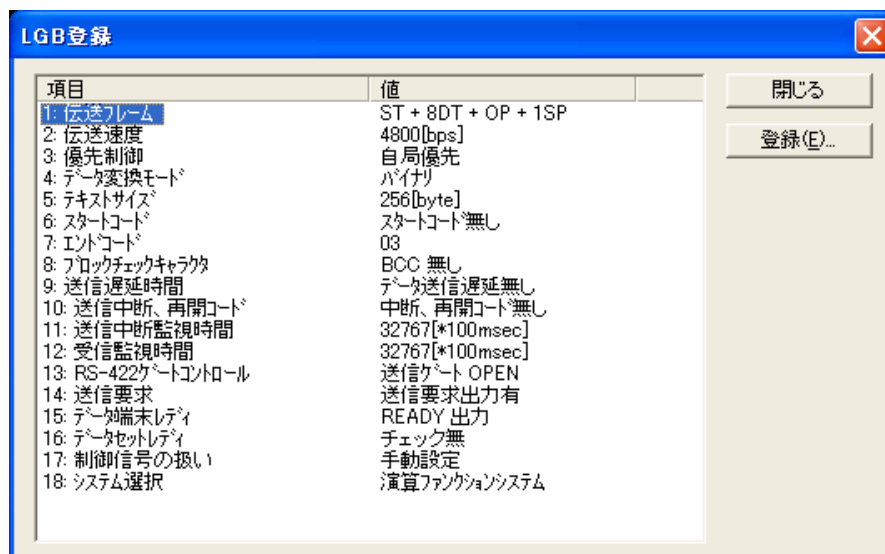 LGB登録
項目 値
閉じる
登録(E)...
1: 伝送フレーム ST + 8DT + OP + 1SP
2: 伝送速度 4800[bps]
3: 優先制御 自局優先
4: データ変換モード バイナリ
5: テキストサイズ 256[byte]
6: スタートコード スタートコード無し
7: エンドコード 03
8: ブロックチェックキャラクタ BCC 無し
9: 送信遅延時間 データ送信遅延無し
10: 送信中断、再開コード 中断、再開コード無し
11: 送信中断監視時間 32767[*100msec]
12: 受信監視時間 32767[*100msec]
13: RS-422ゲートコントロール 送信ゲート OPEN
14: 送信要求 送信要求出力有
15: データ端末レディ READY 出力
16: データセットレディ チェック無
17: 制御信号の扱い 手動設定
18: システム選択 演算ファンクションシステム